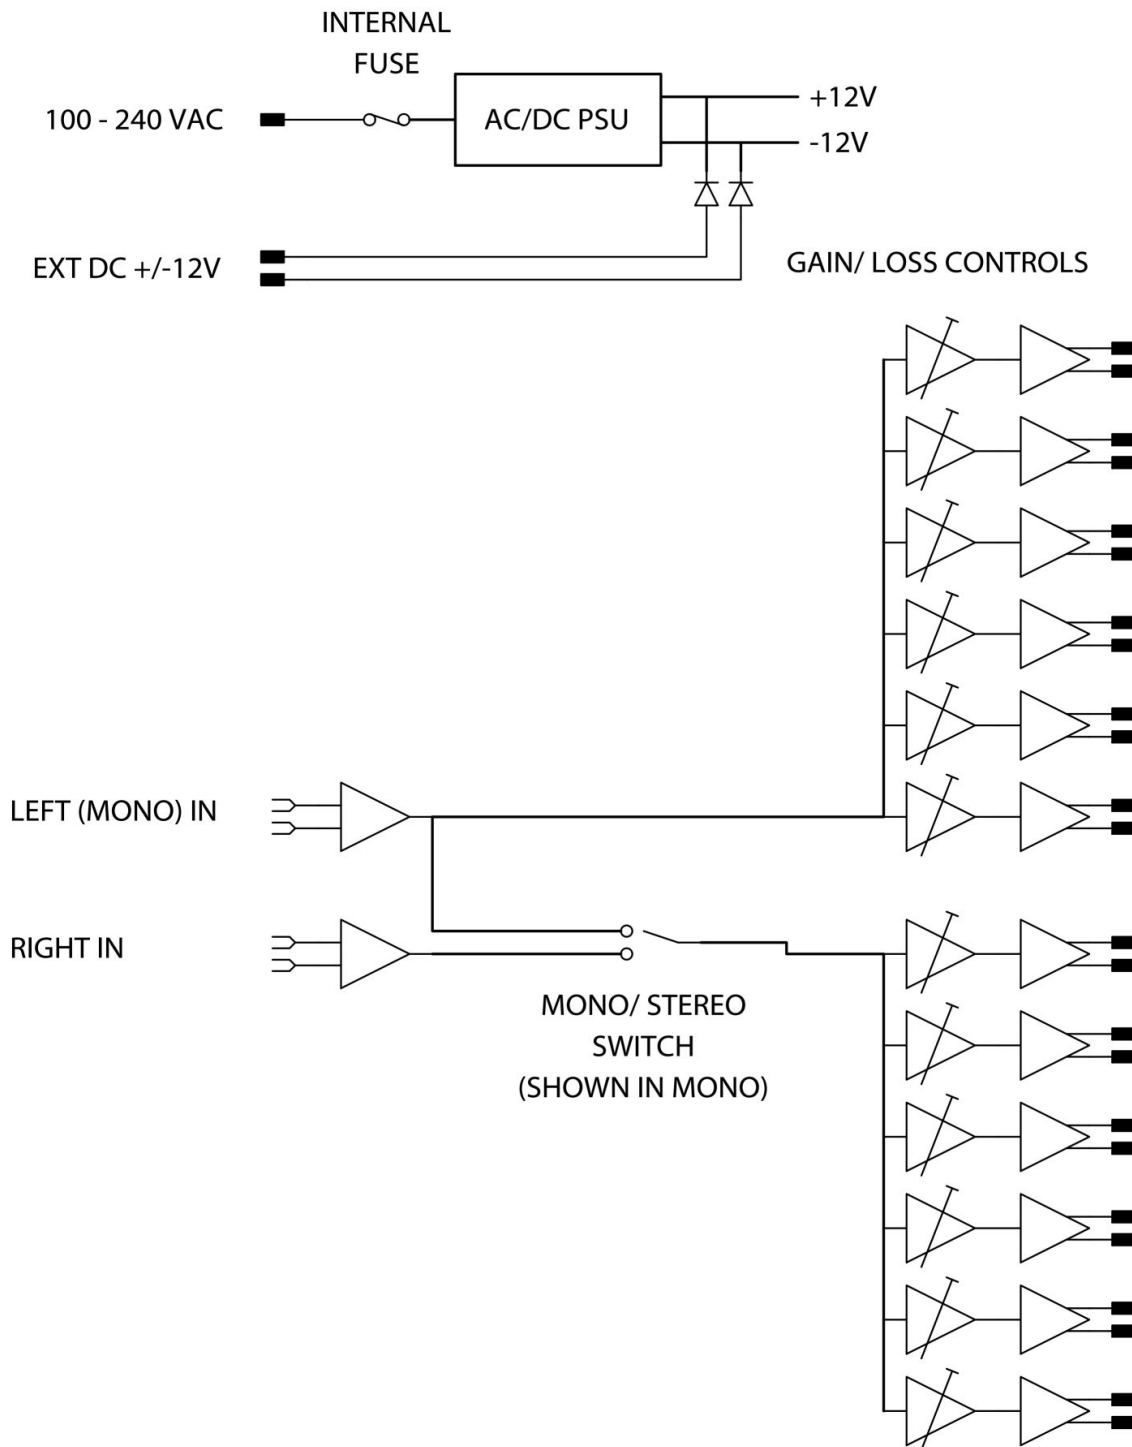 INTERNAL
FUSE
100 - 240 VAC
AC/DC PSU
+12V
-12V
EXT DC +/-12V
GAIN/ LOSS CONTROLS
LEFT (MONO) IN
RIGHT IN
MONO/ STEREO
SWITCH
(SHOWN IN MONO)